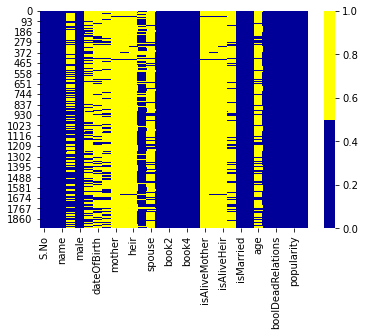 0
93
186
279
372
465
558
651
744
837
930
1023
1116
1209
1302
1395
1488
1581
1674
1767
1860
1.0
0.8
0.6
0.4
0.2
0.0
S.No
name
male
dateOfBirth
mother
heir
spouse
book2
book4
isAliveMother
isAliveHeir
isMarried
age
boolDeadRelations
popularity